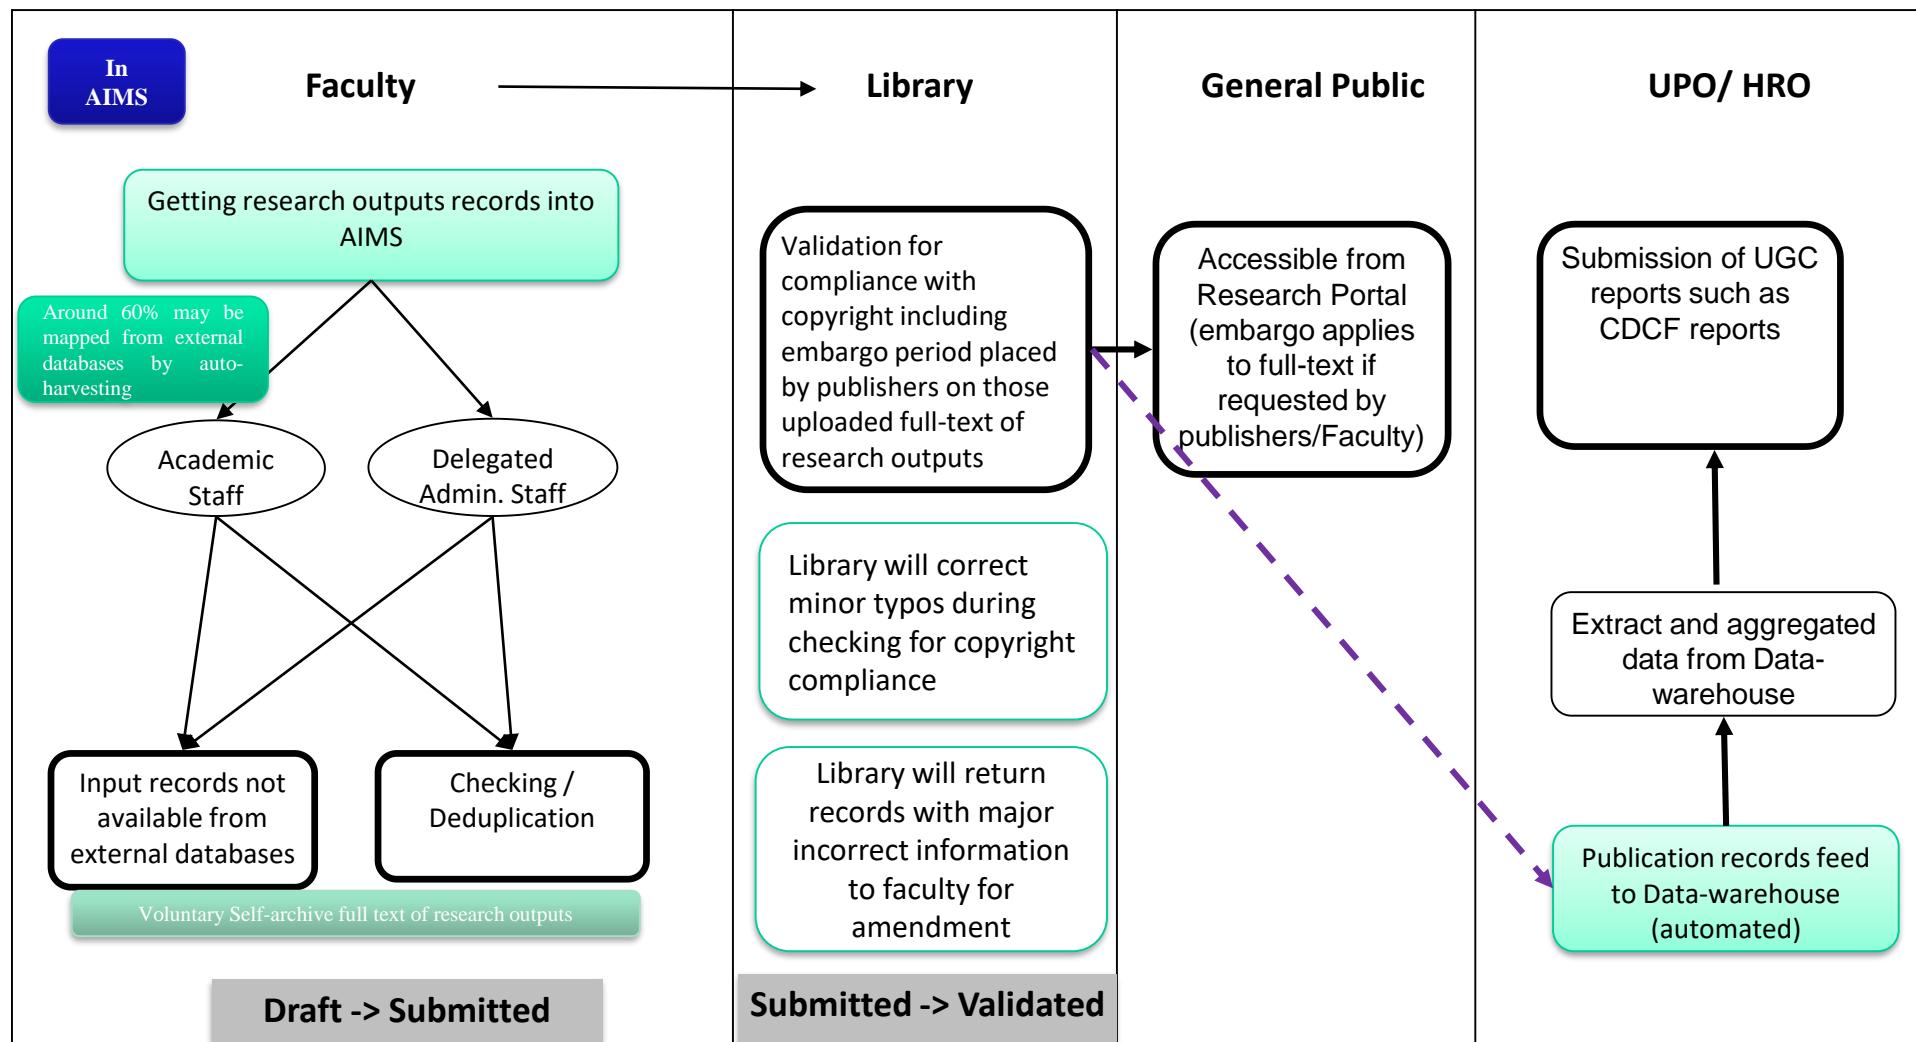 In
AIMS
Faculty
Library
General Public
UPO/ HRO
Getting research outputs records into
AIMS
Around 60% may be
mapped from external
databases by auto-
harvesting
Academic
Staff
Delegated
Admin. Staff
Input records not
available from
external databases
Checking /
Deduplication
Voluntary Self-archive full text of research outputs
Draft -> Submitted
Validation for
compliance with
copyright including
embargo period placed
by publishers on those
uploaded full-text of
research outputs
Library will correct
minor typos during
checking for copyright
compliance
Library will return
records with major
incorrect information
to faculty for
amendment
Submitted -> Validated
Accessible from
Research Portal
(embargo applies
to full-text if
requested by
publishers/Faculty)
Submission of UGC
reports such as
CDCF reports
Extract and aggregated
data from Data-
warehouse
Publication records feed
to Data-warehouse
(automated)